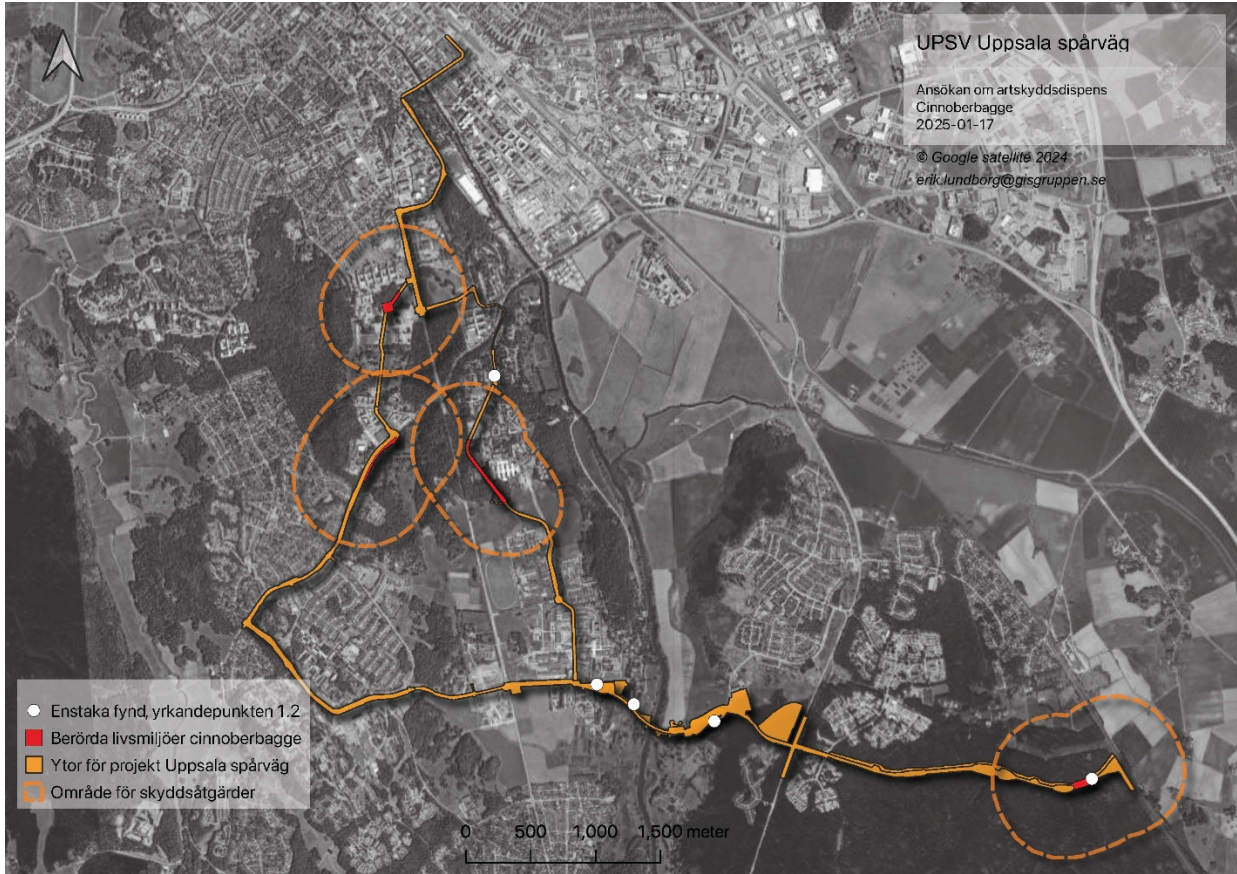 UPSV Uppsala spårväg
Ansökan om artskyddsdispens
Cinnoberbagge
2025-01-17
© Google satellite 2024
erik.lundborg@gisgruppen.se
Enstaka fynd, yrkandepunkten 1.2
Berörda livsmiljöer cinnoberbagge
Ytor för projekt Uppsala spårväg
Område för skyddsåtgärder
0 500 1,000 1,500 meter